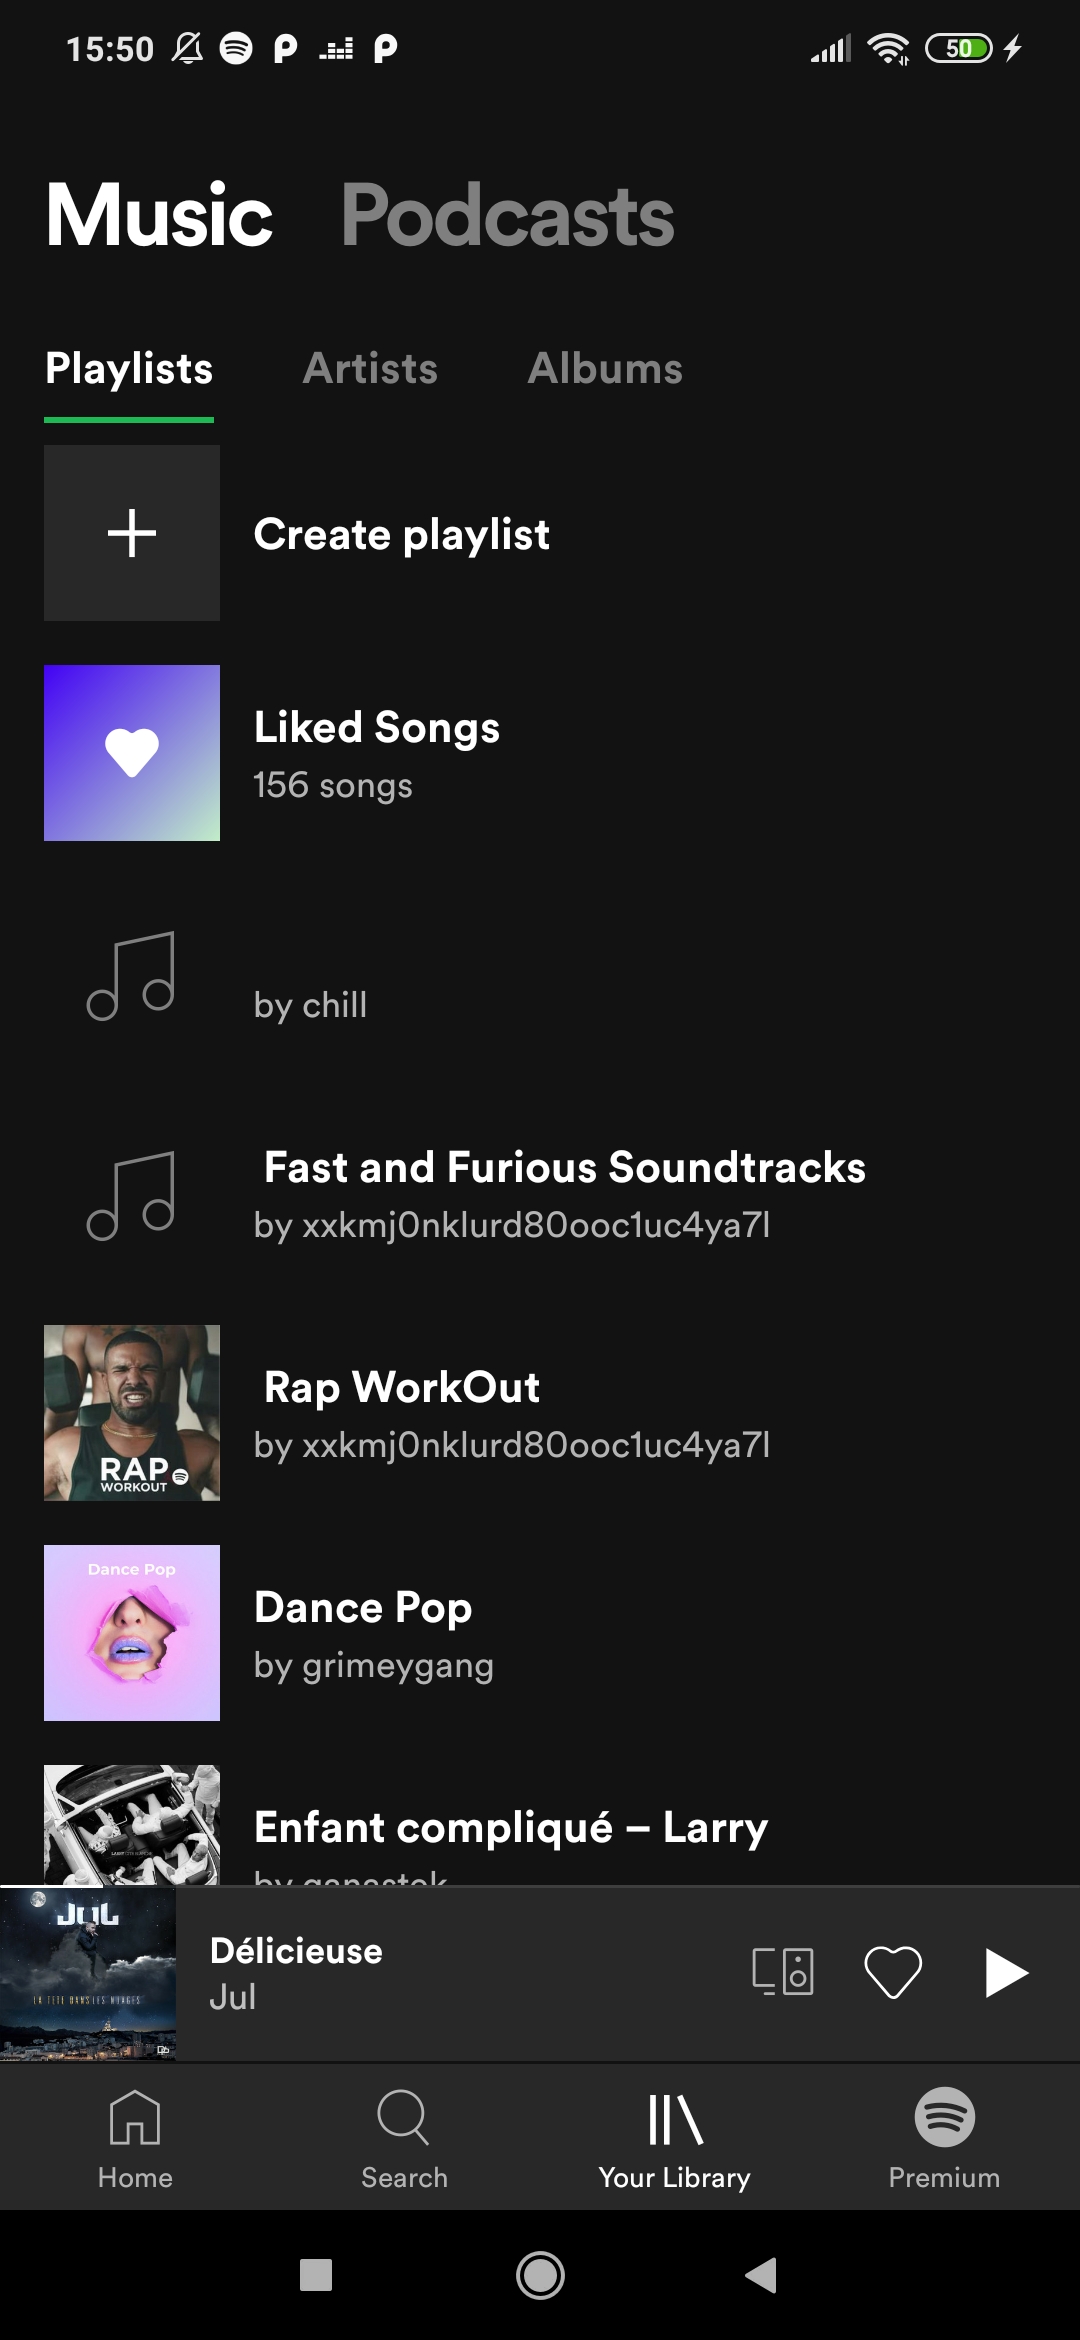 15:50
50
Music Podcasts
Playlists Artists Albums
Create playlist
Liked Songs
156 songs
by chill
Fast and Furious Soundtracks
by xxkmj0nklurd80ooc1uc4ya7l
Rap WorkOut
by xxkmj0nklurd80ooc1uc4ya7l
RAP
WORKOUT
Dance Pop
Dance Pop
by grimeygang
Enfant compliqué – Larry
JUL
LA TETE DANS LES NUAGES
Délicieuse
Jul
Home Search Your Library Premium